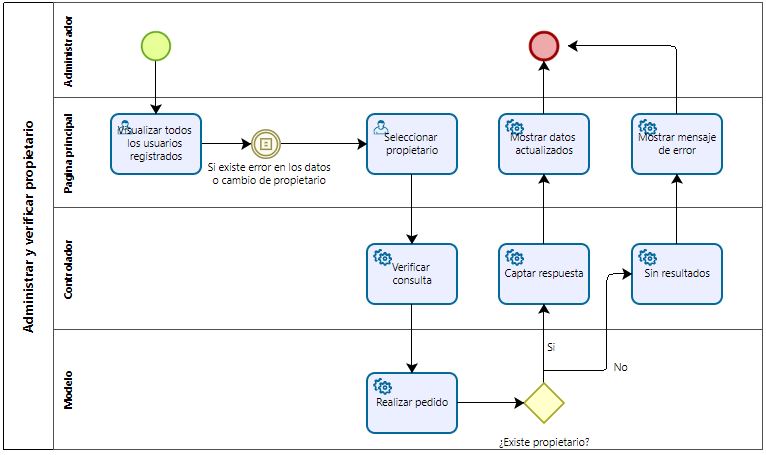 Administrar y verificar propietario
Administrador
Pagina principal
Visualizar todos
los usuarios
registrados
Si existe error en los datos
o cambio de propietario
Seleccionar
propietario
Mostrar datos
actualizados
Mostrar mensaje
de error
Controlador
Verificar
consulta
Captar respuesta
Sin resultados
Modelo
Realizar pedido
Si
No
¿Existe propietario?